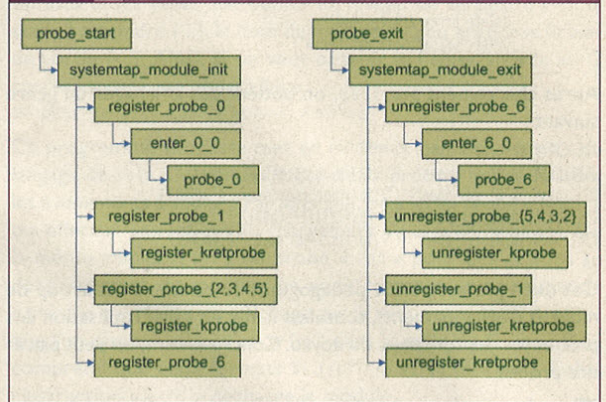 probe_start
systemtap_module_init
register_probe_0
enter_0_0
probe_0
register_probe_1
register_kretprobe
register_probe_{2,3,4,5}
register_kprobe
register_probe_6
probe_exit
systemtap_module_exit
unregister_probe_6
enter_6_0
probe_6
unregister_probe_{5,4,3,2}
unregister_kprobe
unregister_probe_1
unregister_kretprobe
unregister_kretprobe